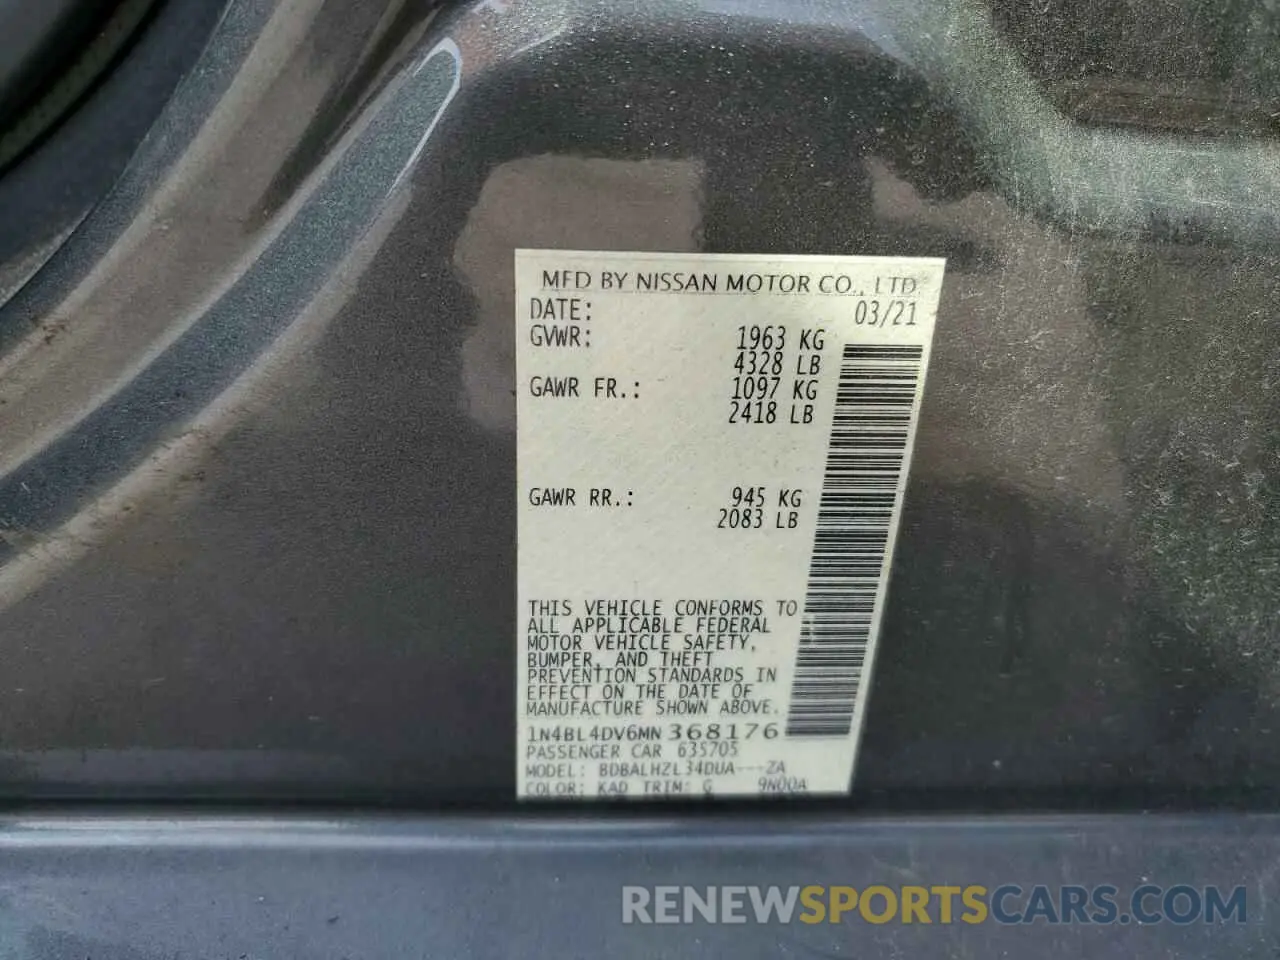 MFD BY NISSAN MOTOR CO., LTD.
DATE: 03/21
GVWR: 1963 KG
4328 LB
GAWR FR.: 1097 KG
2418 LB
GAWR RR.: 945 KG
2083 LB
THIS VEHICLE CONFORMS TO
ALL APPLICABLE FEDERAL
MOTOR VEHICLE SAFETY,
BUMPER, AND THEFT
PREVENTION STANDARDS IN
EFFECT ON THE DATE OF
MANUFACTURE SHOWN ABOVE.
1N4BL4DV6MN368176
PASSENGER CAR 635705
MODEL: BDBALHZL34DUA---ZA
COLOR: KAD TRIM: G 9N00A
RENEWSPORTSCARS.COM